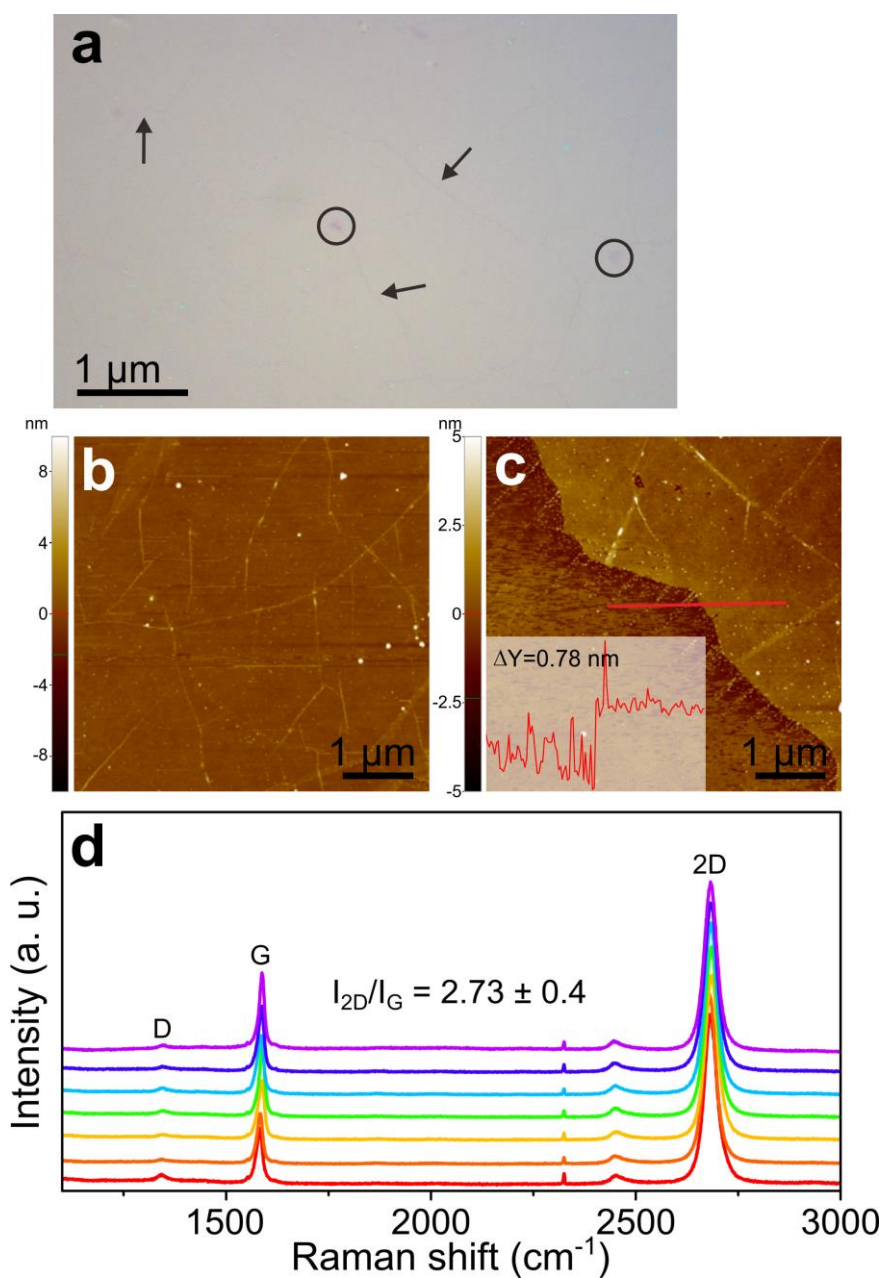 a
1 µm
nm
8
4
0
-4
-8
b
1 µm
nm
5
2.5
0
-2.5
-5
c
ΔY=0.78 nm
1 µm
d
Intensity (a. u.)
D
G
I2D/IG = 2.73 ± 0.4
2D
1500
2000
2500
3000
Raman shift (cm-1)